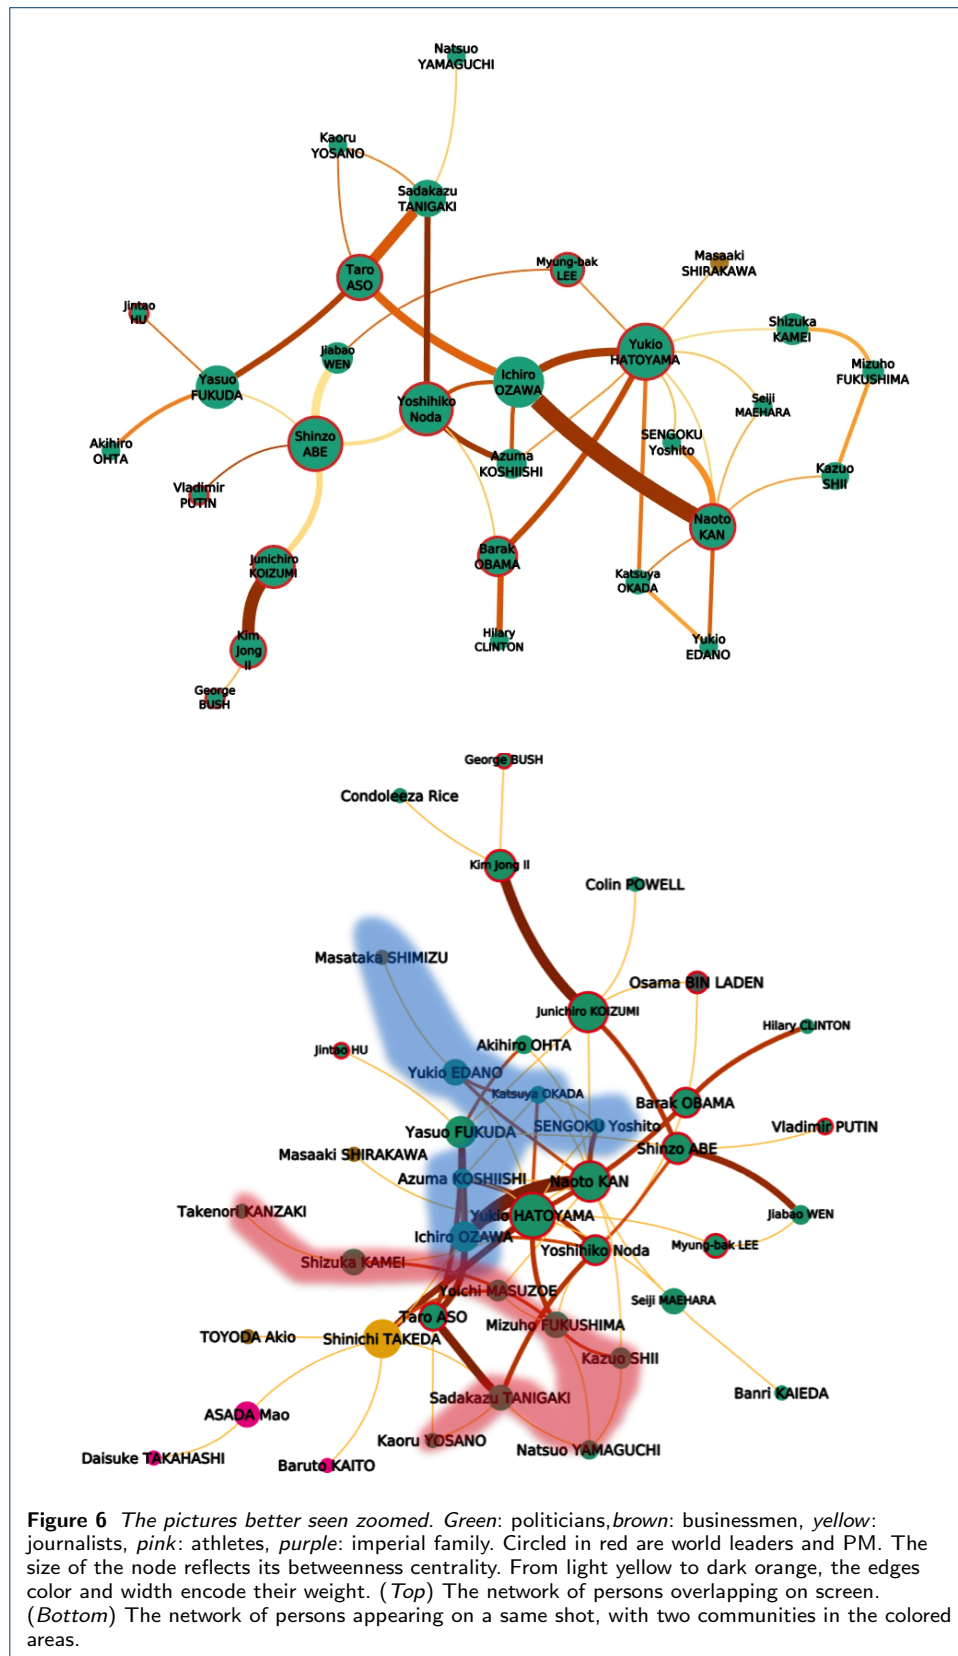 Natsuo
YAMAGUCHI
Kaoru
YOSANO
Sadakazu
TANIGAKI
Taro
ASO
Myung-bak
LEE
Masaaki
SHIRAKAWA
Jintao
HU
Jiabao
WEN
Yukio
HATOYAMA
Shizuka
KAMEI
Mizuho
FUKUSHIMA
Yasuo
FUKUDA
Ichiro
OZAWA
Yoshihiko
Noda
Seiji
MAEHARA
Akihiro
OHTA
Shinzo
ABE
SENGOKU
Yoshito
Azuma
KOSHIISHI
Kazuo
SHII
Vladimir
PUTIN
Naoto
KAN
Junichiro
KOIZUMI
Barak
OBAMA
Katsuya
OKADA
Kim
Jong
Il
Hilary
CLINTON
Yukio
EDANO
George
BUSH
George BUSH
Condoleeza Rice
Kim Jong Il
Colin POWELL
Masataka SHIMIZU
Osama BIN LADEN
Junichiro KOIZUMI
Hilary CLINTON
Akihiro OHTA
Jintao HU
Yukio EDANO
Katsuya OKADA
Barak OBAMA
SENGOKU Yoshito
Vladimir PUTIN
Yasuo FUKUDA
Shinzo ABE
Masaaki SHIRAKAWA
Azuma KOSHIISHI
Naoto KAN
Takenori KANZAKI
Yukio HATOYAMA
Jiabao WEN
Ichiro OZAWA
Yoshihiko Noda
Myung-bak LEE
Shizuka KAMEI
Yoichi MASUZOE
Seiji MAEHARA
Taro ASO
Mizuho FUKUSHIMA
TOYODA Akio
Shinichi TAKEDA
Kazuo SHII
Sadakazu TANIGAKI
Banri KAIEDA
ASADA Mao
Kaoru YOSANO
Natsuo YAMAGUCHI
Daisuke TAKAHASHI
Baruto KAITO
Figure 6 The pictures better seen zoomed. Green: politicians,brown: businessmen, yellow:
journalists, pink: athletes, purple: imperial family. Circled in red are world leaders and PM. The
size of the node reflects its betweenness centrality. From light yellow to dark orange, the edges
color and width encode their weight. (Top) The network of persons overlapping on screen.
(Bottom) The network of persons appearing on a same shot, with two communities in the colored
areas.